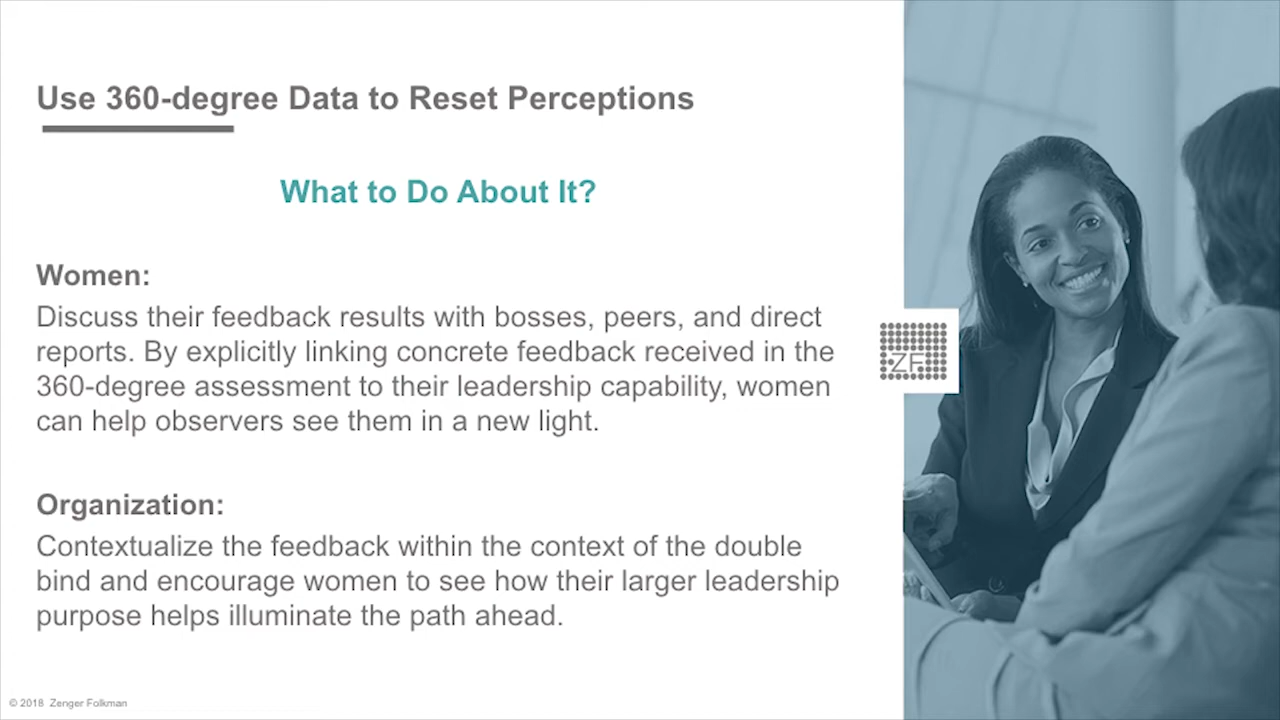 Use 360-degree Data to Reset Perceptions
What to Do About It?
Women:
Discuss their feedback results with bosses, peers, and direct
reports. By explicitly linking concrete feedback received in the
360-degree assessment to their leadership capability, women
can help observers see them in a new light.
ZF
Organization:
Contextualize the feedback within the context of the double
bind and encourage women to see how their larger leadership
purpose helps illuminate the path ahead.
© 2018 Zenger Folkman